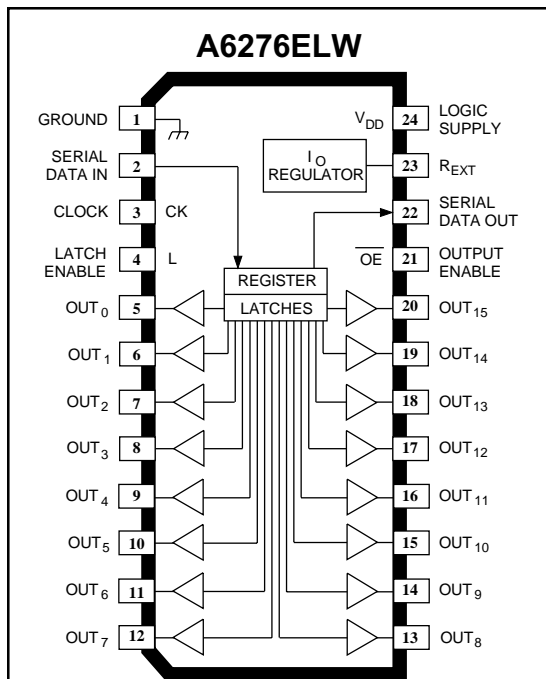 A6276ELW
GROUND 1
SERIAL DATA IN 2
CLOCK 3 CK
LATCH ENABLE 4 L
OUT0 5
OUT1 6
OUT2 7
OUT3 8
OUT4 9
OUT5 10
OUT6 11
OUT7 12
IO REGULATOR
REGISTER
LATCHES
VDD 24 LOGIC SUPPLY
23 REXT
22 SERIAL DATA OUT
OE 21 OUTPUT ENABLE
20 OUT15
19 OUT14
18 OUT13
17 OUT12
16 OUT11
15 OUT10
14 OUT9
13 OUT8